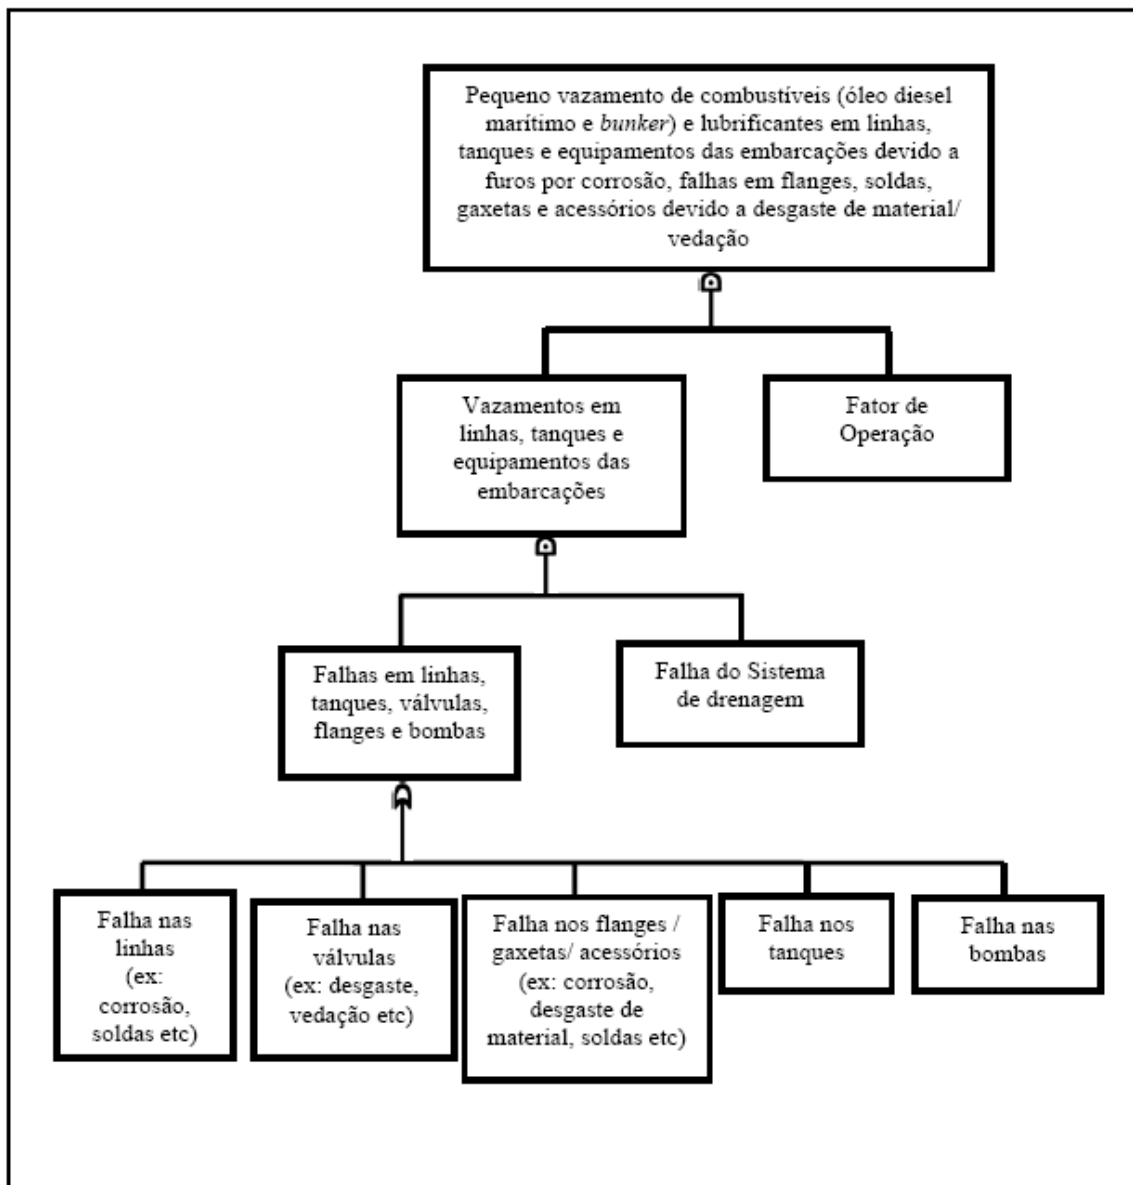 Pequeno vazamento de combustíveis (óleo diesel
marítimo e bunker) e lubrificantes em linhas,
tanques e equipamentos das embarcações devido a
furos por corrosão, falhas em flanges, soldas,
gaxetas e acessórios devido a desgaste de material/
vedação
Vazamentos em
linhas, tanques e
equipamentos das
embarcações
Fator de
Operação
Falhas em linhas,
tanques, válvulas,
flanges e bombas
Falha do Sistema
de drenagem
Falha nas
linhas
(ex:
corrosão,
soldas etc)
Falha nas
válvulas
(ex: desgaste,
vedação etc)
Falha nos flanges /
gaxetas/ acessórios
(ex: corrosão,
desgaste de
material, soldas etc)
Falha nos
tanques
Falha nas
bombas